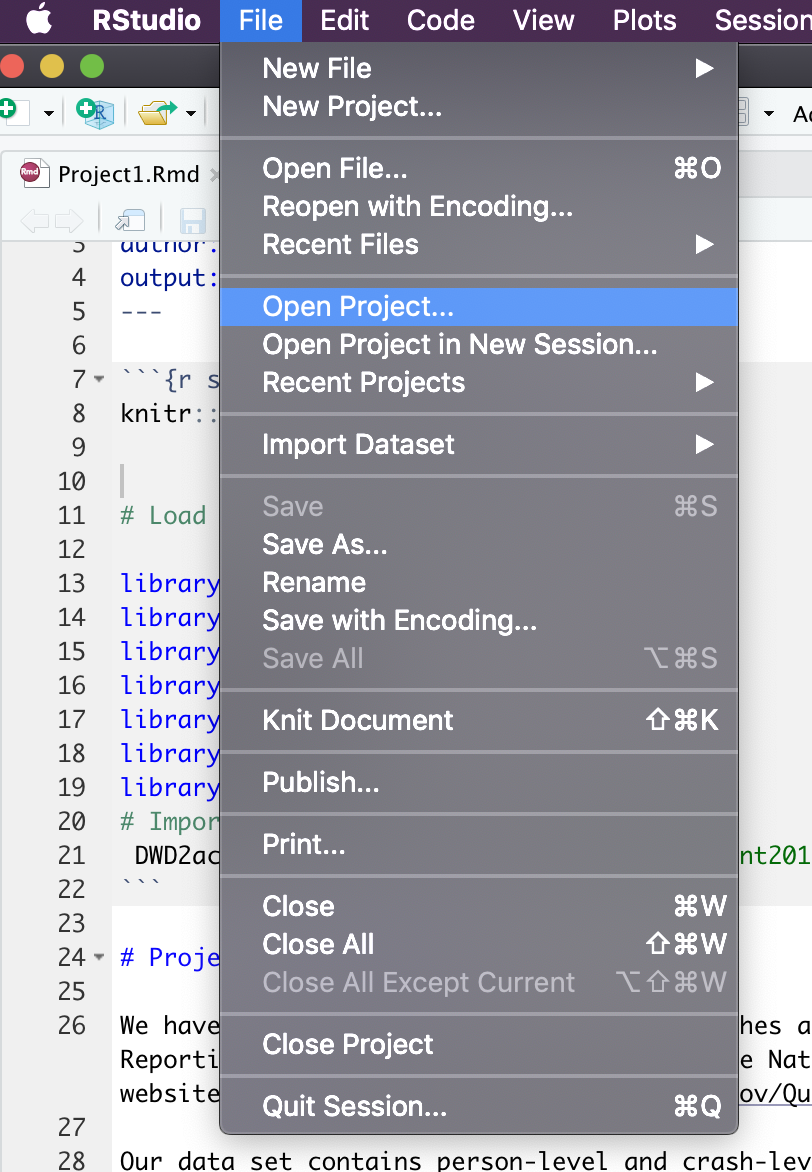 RStudio File Edit Code View Plots Session
New File
New Project...
Project1.Rmd
Open File... ⌘O
Reopen with Encoding...
Recent Files
3 author:
4 output:
5 ---
6
7 ```{r s
8 knitr::
9
10
11 # Load
12
13 library
14 library
15 library
16 library
17 library
18 library
19 library
20 # Impor
21 DWD2ac nt201
22 ```
23
24 # Proje
25
26 We have hes a
Reporti e Nat
website ov/Qu
27
28 Our data set contains person-level and crash-lev
Open Project...
Open Project in New Session...
Recent Projects
Import Dataset
Save ⌘S
Save As...
Rename
Save with Encoding...
Save All ⌥⌘S
Knit Document ⇧⌘K
Publish...
Print...
Close ⌘W
Close All ⇧⌘W
Close All Except Current ⌥⇧⌘W
Close Project
Quit Session... ⌘Q